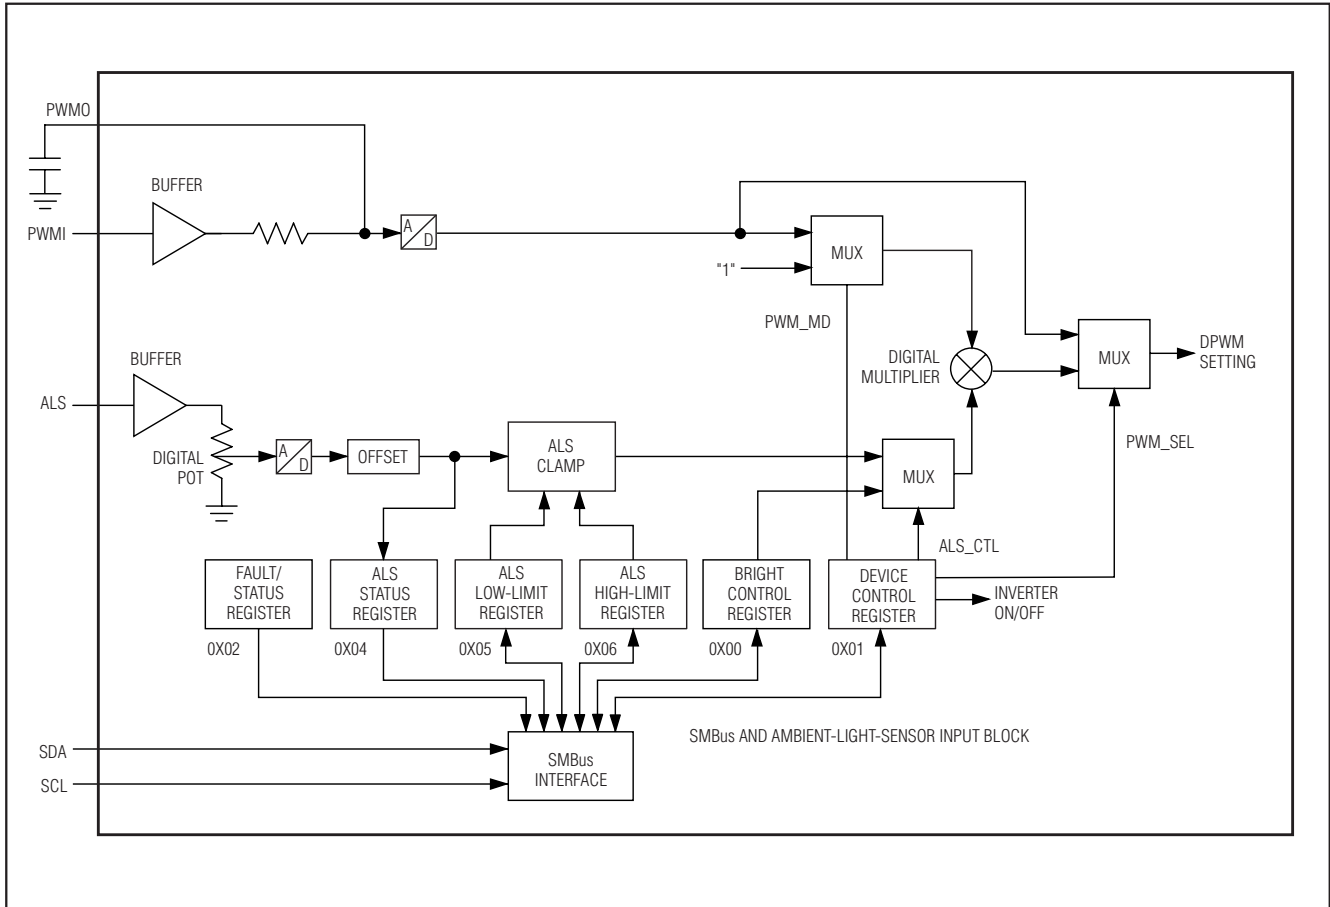 PWMO
BUFFER
PWMI
A
D
"1"
MUX
PWM_MD
DIGITAL
MULTIPLIER
MUX
DPWM
SETTING
BUFFER
ALS
DIGITAL
POT
A
D
OFFSET
ALS
CLAMP
MUX
PWM_SEL
ALS_CTL
FAULT/
STATUS
REGISTER
ALS
STATUS
REGISTER
ALS
LOW-LIMIT
REGISTER
ALS
HIGH-LIMIT
REGISTER
BRIGHT
CONTROL
REGISTER
DEVICE
CONTROL
REGISTER
INVERTER
ON/OFF
0X02
0X04
0X05
0X06
0X00
0X01
SDA
SCL
SMBus
INTERFACE
SMBus AND AMBIENT-LIGHT-SENSOR INPUT BLOCK